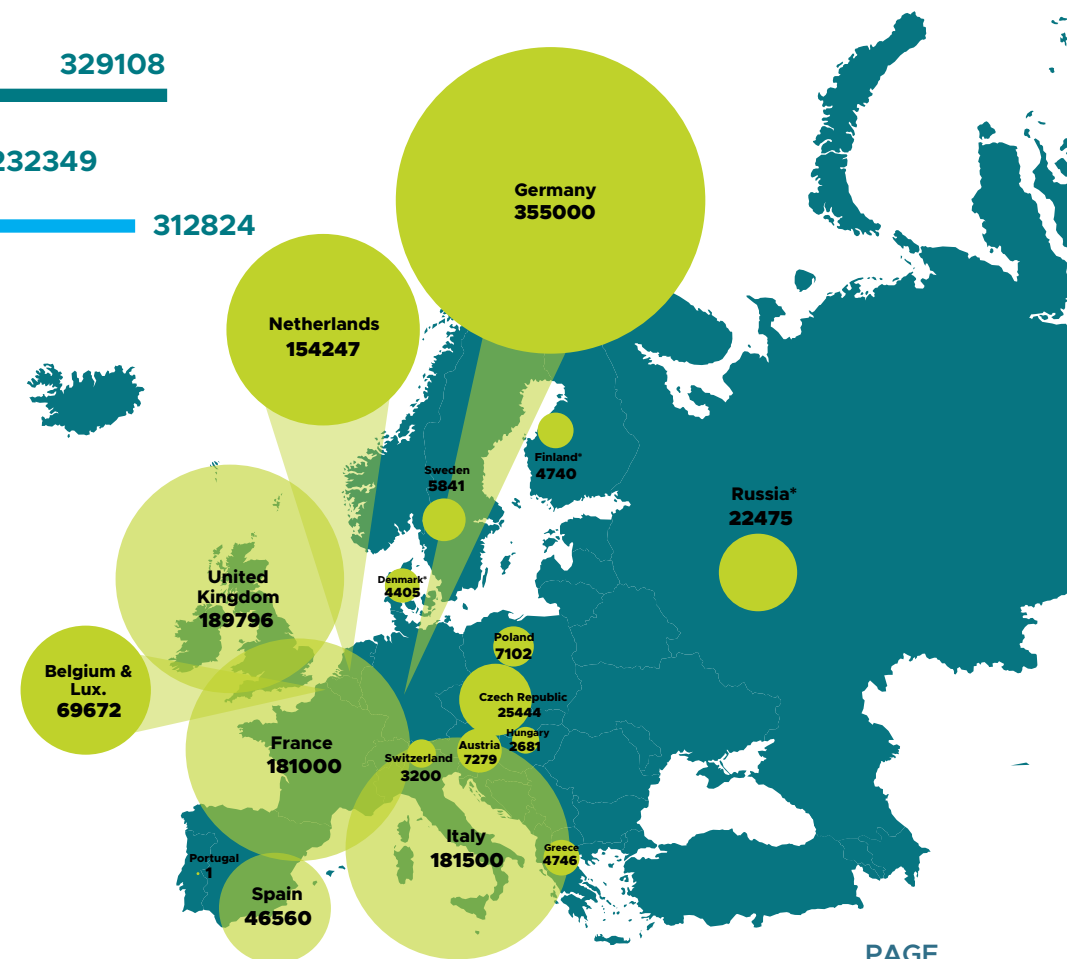 329108
232349
312824
Germany
355000
Netherlands
154247
Finland*
4740
Sweden
5841
Russia*
22475
Denmark*
4405
United
Kingdom
189796
Poland
7102
Belgium &
Lux.
69672
Czech Republic
25444
Hungary
2681
France
181000
Austria
7279
Switzerland
3200
Italy
181500
Greece
4746
Portugal
1
Spain
46560
PAGE